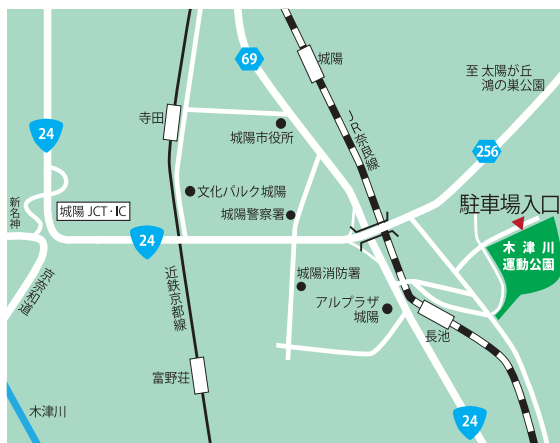 69
城陽
至 太陽が丘
鴻の巣公園
寺田
城陽市役所
JR奈良線
24
256
新名神
城陽 JCT・IC
文化パルク城陽
駐車場入口
城陽警察署
24
木津川
運動公園
京奈和道
近鉄京都線
城陽消防署
アルプラザ
城陽
長池
富野荘
木津川
24